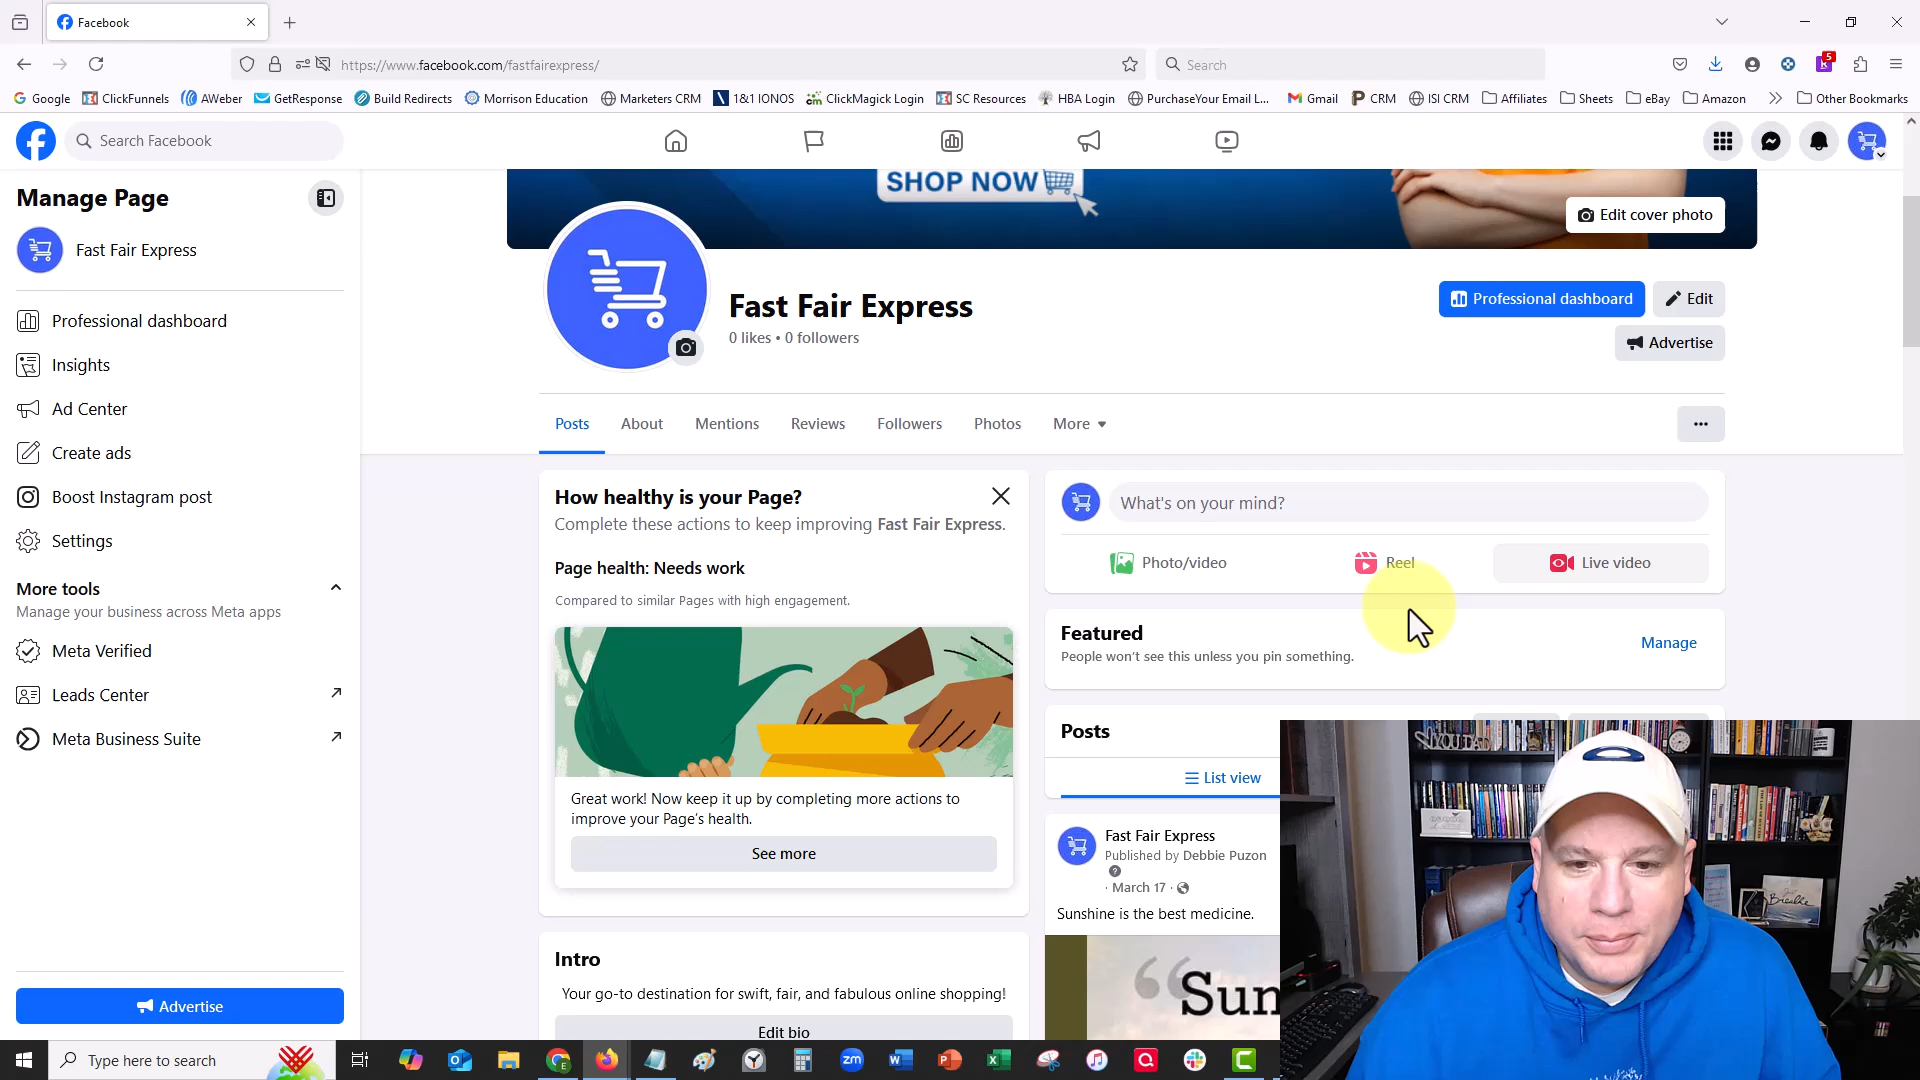 Facebook
https://www.facebook.com/fastfairexpress/
Search
5
Google
ClickFunnels
AWeber
GetResponse
Build Redirects
Morrison Education
Marketers CRM
1&1 IONOS
ClickMagick Login
SC Resources
HBA Login
PurchaseYour Email L...
Gmail
CRM
ISI CRM
Affiliates
Sheets
eBay
Amazon
Other Bookmarks
Search Facebook
Manage Page
Fast Fair Express
Professional dashboard
Insights
Ad Center
Create ads
Boost Instagram post
Settings
More tools
Manage your business across Meta apps
Meta Verified
Leads Center
Meta Business Suite
Advertise
SHOP NOW
Edit cover photo
Fast Fair Express
0 likes • 0 followers
Professional dashboard
Edit
Advertise
Posts
About
Mentions
Reviews
Followers
Photos
More
How healthy is your Page?
Complete these actions to keep improving Fast Fair Express.
Page health: Needs work
Compared to similar Pages with high engagement.
Great work! Now keep it up by completing more actions to
improve your Page's health.
See more
Intro
Your go-to destination for swift, fair, and fabulous online shopping!
Edit bio
What's on your mind?
Photo/video
Reel
Live video
Featured
People won't see this unless you pin something.
Manage
Posts
List view
Fast Fair Express
Published by Debbie Puzon
· March 17 ·
Sunshine is the best medicine.
“Sun
Type here to search
zm